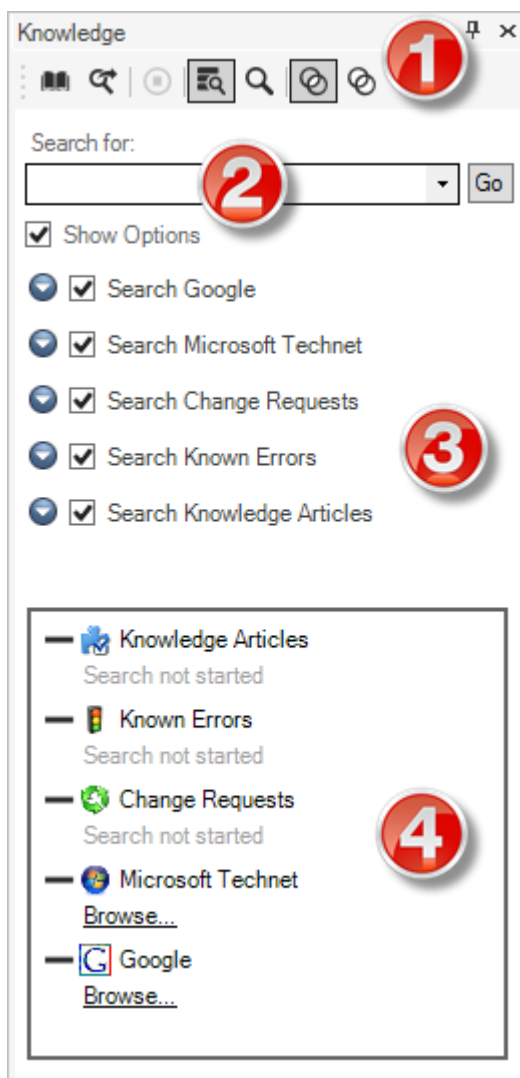 Knowledge
1
Search for:
2
Go
Show Options
Search Google
Search Microsoft Technet
Search Change Requests
3
Search Known Errors
Search Knowledge Articles
Knowledge Articles
Search not started
Known Errors
Search not started
Change Requests
Search not started
4
Microsoft Technet
Browse...
G Google
Browse...